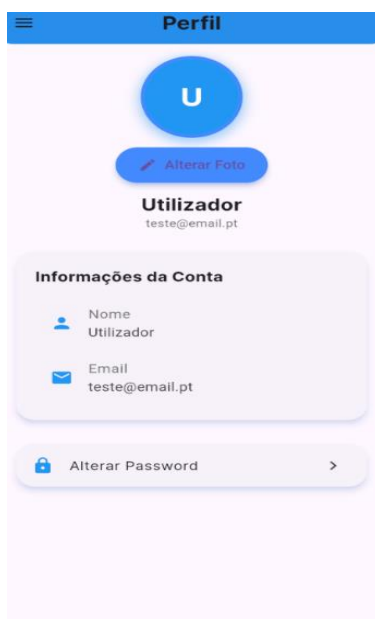 Perfil
U
Alterar Foto
Utilizador
teste@email.pt
Informações da Conta
Nome
Utilizador
Email
teste@email.pt
Alterar Password